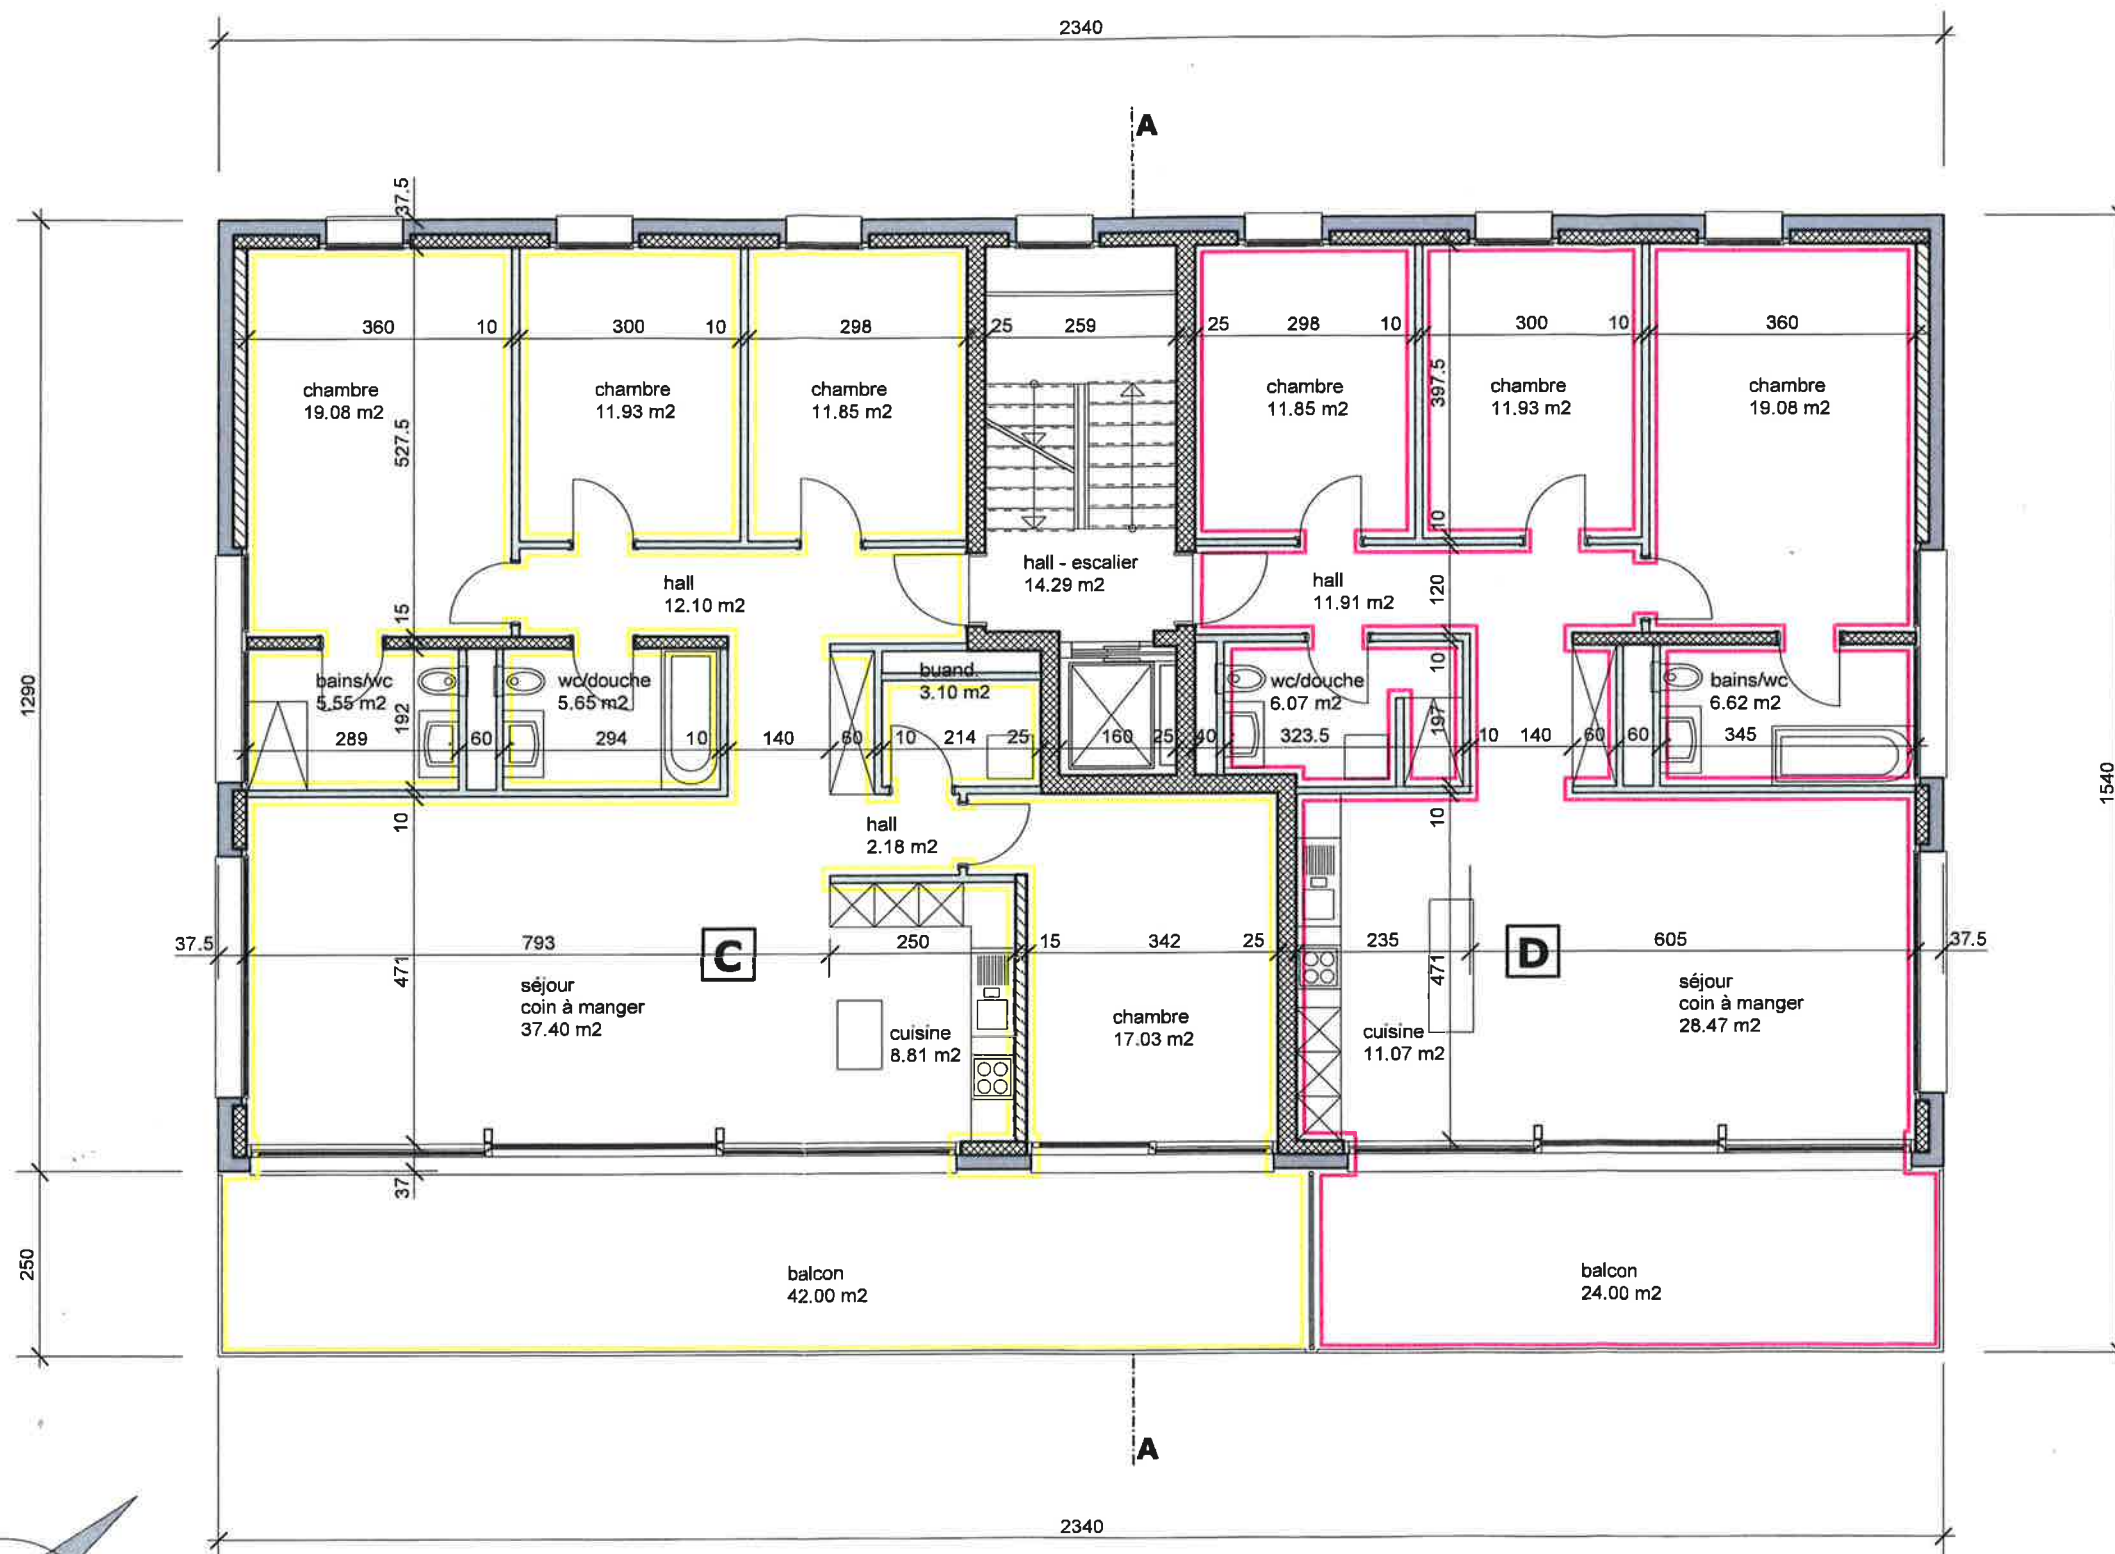 2340
A
37.5
360 10 300 10 298 25 259 25 298 10 300 10 360
chambre
19.08 m2
chambre
11.93 m2
chambre
11.85 m2
chambre
11.85 m2
chambre
11.93 m2
chambre
19.08 m2
527.5
397.5
10
hall - escalier
14.29 m2
hall
12.10 m2
hall
11.91 m2
120
15
1290
1540
bains/wc
5.55 m2
wc/douche
5.65 m2
buand.
3.10 m2
wc/douche
6.07 m2
bains/wc
6.62 m2
192
10
197
289 60 294 10 140 60 10 214 25 160 25 40 323.5 10 140 60 60 345
10
10
hall
2.18 m2
37.5 793 C 250 15 342 25 235 D 605 37.5
471
471
séjour
coin à manger
37.40 m2
cuisine
8.81 m2
chambre
17.03 m2
cuisine
11.07 m2
séjour
coin à manger
28.47 m2
37
250
balcon
42.00 m2
balcon
24.00 m2
A
2340